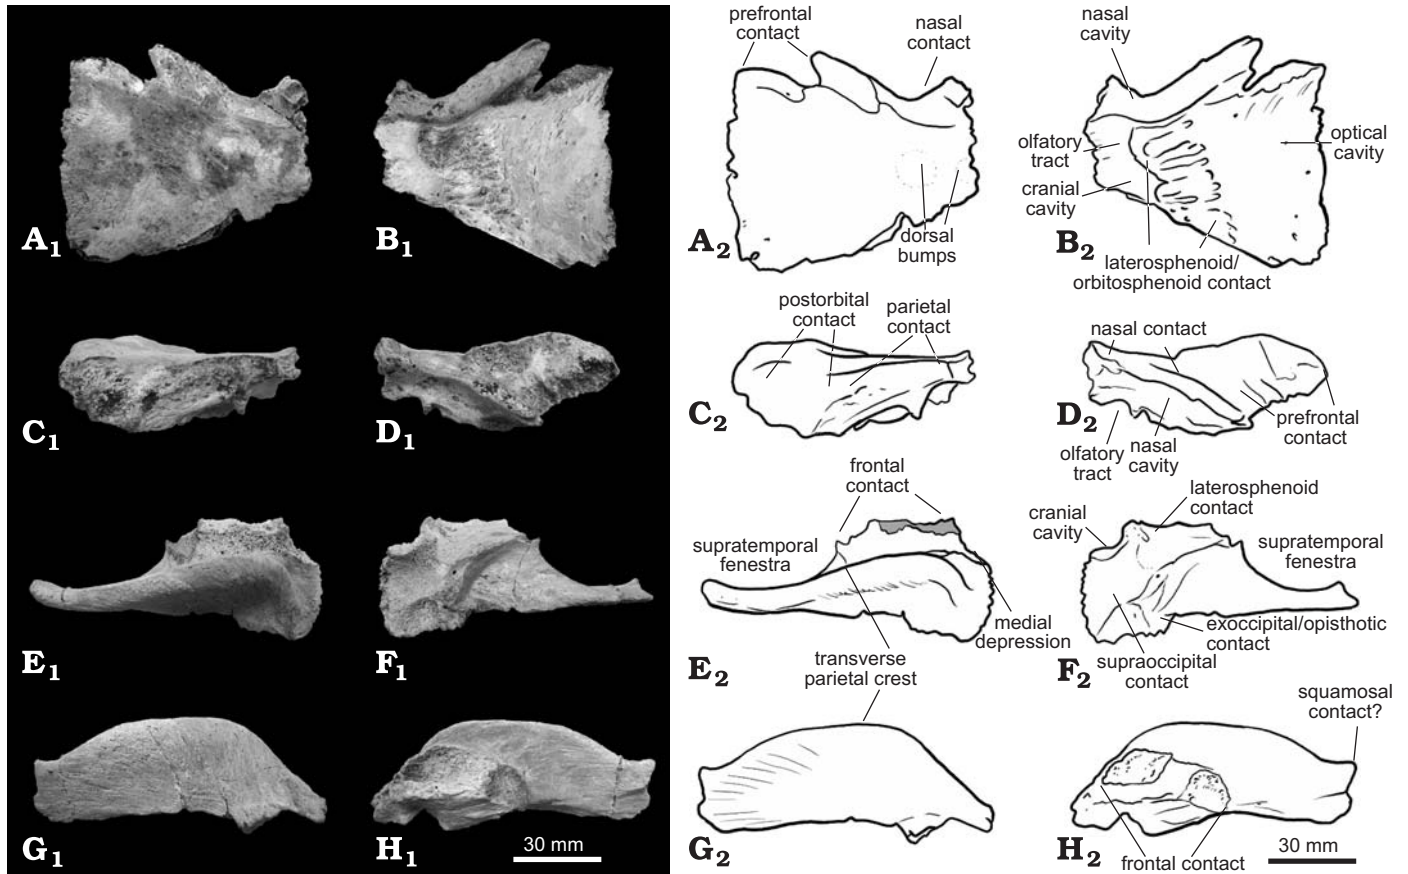 A1
B1
C1
D1
E1
F1
G1
H1
30 mm
prefrontal
contact
nasal
contact
dorsal
bumps
A2
nasal
cavity
olfatory
tract
cranial
cavity
optical
cavity
B2
laterosphenoid/
orbitosphenoid contact
postorbital
contact
parietal
contact
C2
nasal contact
D2
prefrontal
contact
olfatory
tract
nasal
cavity
frontal
contact
supratemporal
fenestra
medial
depression
E2
transverse
parietal crest
laterosphenoid
contact
cranial
cavity
supratemporal
fenestra
exoccipital/opisthotic
contact
F2
supraoccipital
contact
G2
squamosal
contact?
H2
frontal contact
30 mm